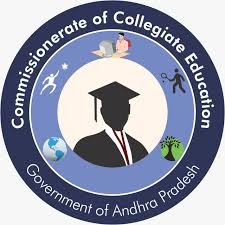 Commissionerate of Collegiate Education
Government of Andhra Pradesh